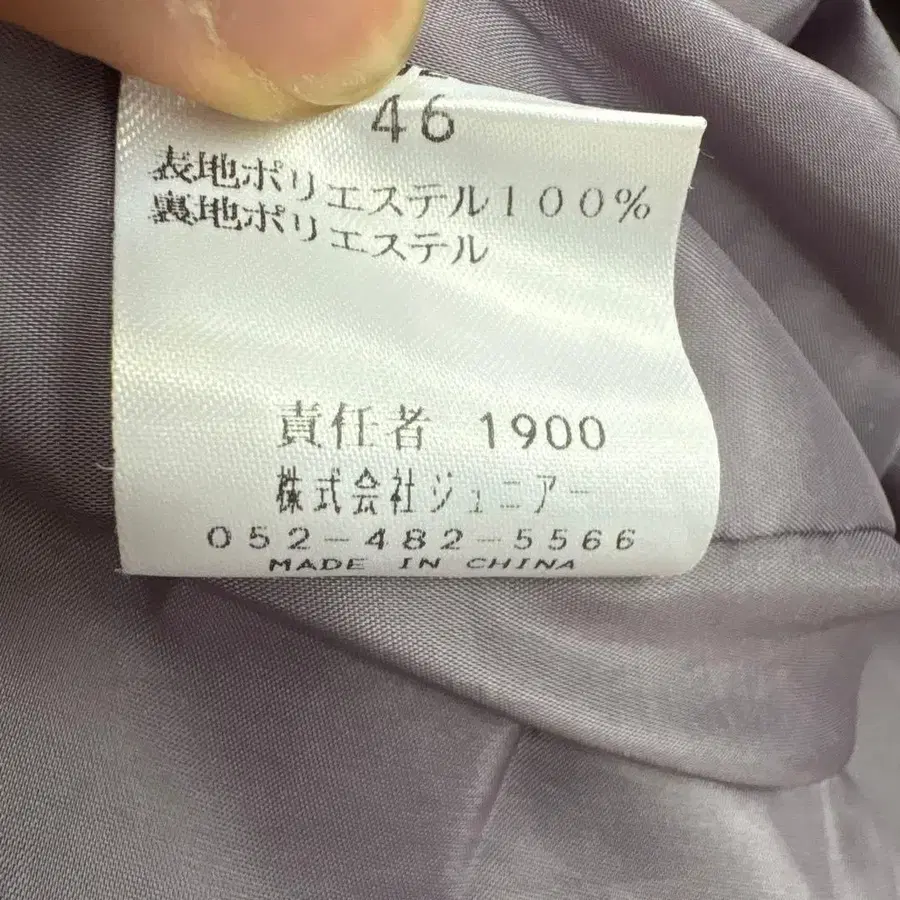 46
表地ポリエステル100%
裏地ポリエステル
責任者 1900
株式会社ジュニアー
052-482-5566
MADE IN CHINA